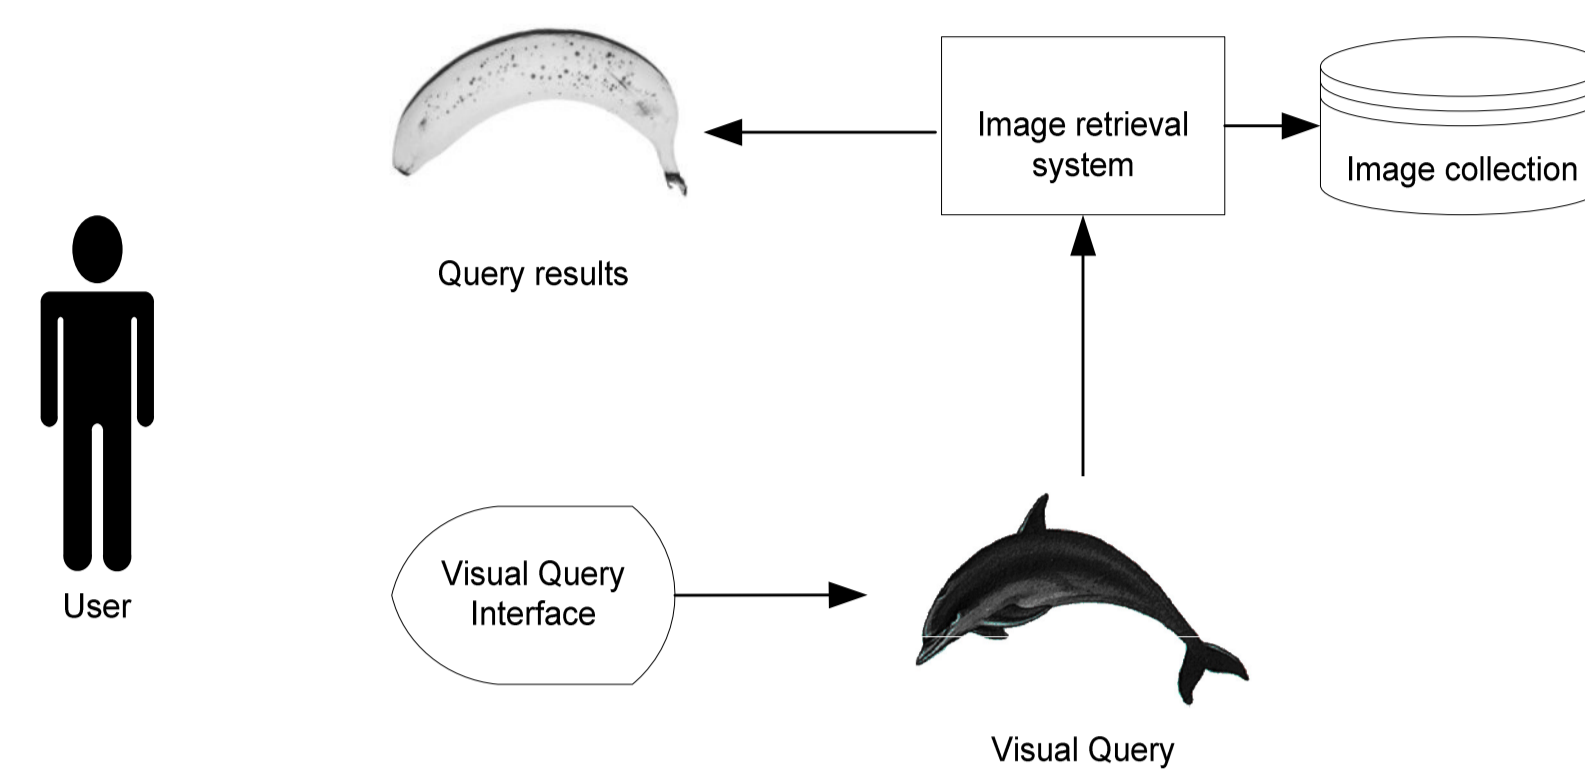 Image retrieval
system
Image collection
Query results
User
Visual Query
Interface
Visual Query